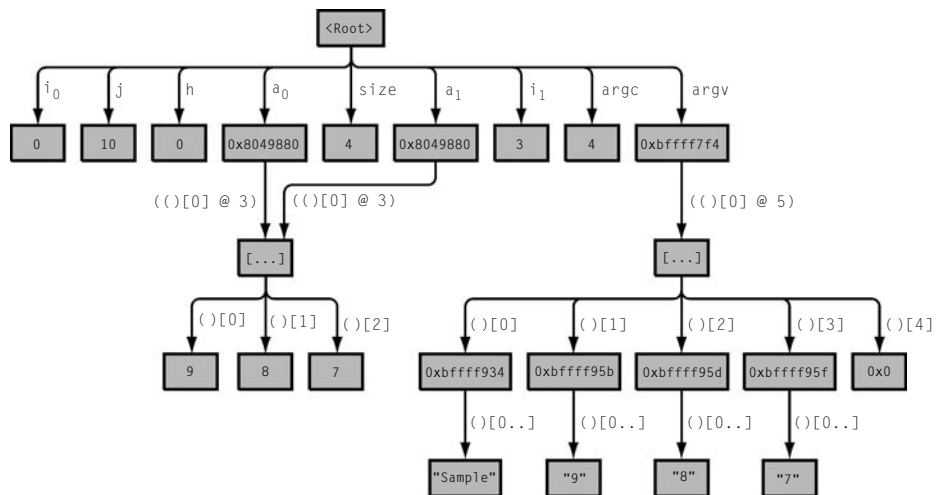 <Root>
i0 j h a0 size a1 i1 argc argv
0 10 0 0x8049880 4 0x8049880 3 4 0xbffff7f4
(()[0] @ 3) (()[0] @ 3) (()[0] @ 5)
[...] [...]
()[0] ()[1] ()[2] ()[0] ()[1] ()[2] ()[3] ()[4]
9 8 7 0xbffff934 0xbffff95b 0xbffff95d 0xbffff95f 0x0
()[0..] ()[0..] ()[0..] ()[0..]
"Sample" "9" "8" "7"